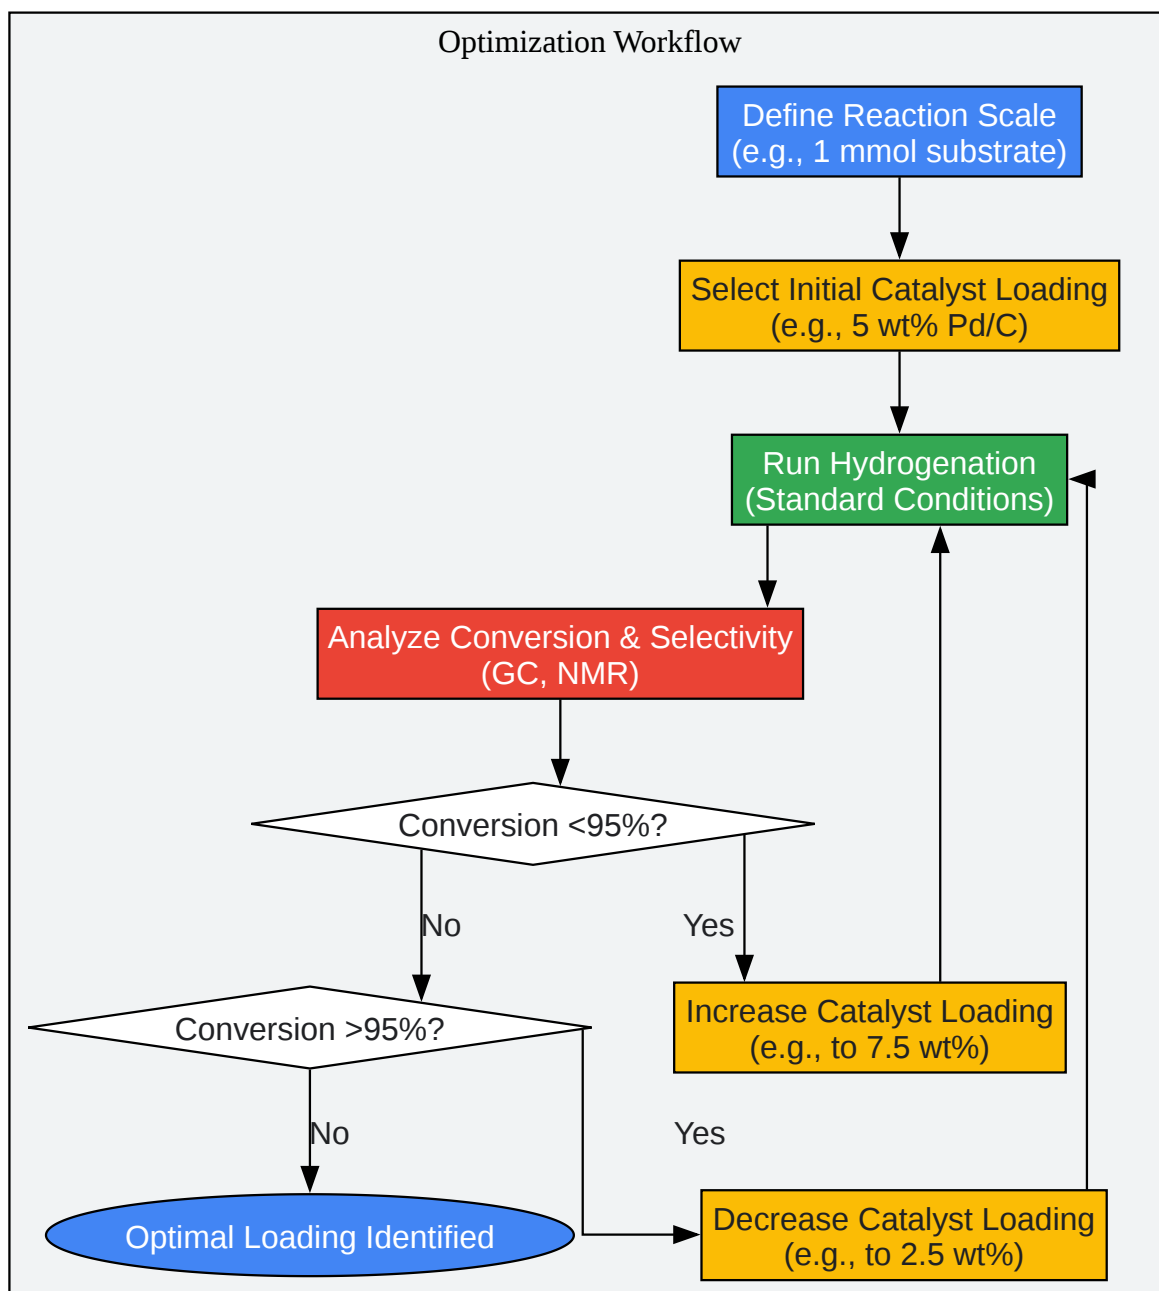 Optimization Workflow
Define Reaction Scale
(e.g., 1 mmol substrate)
Select Initial Catalyst Loading
(e.g., 5 wt% Pd/C)
Run Hydrogenation
(Standard Conditions)
Analyze Conversion & Selectivity
(GC, NMR)
Conversion <95%?
No
Yes
Conversion >95%?
Increase Catalyst Loading
(e.g., to 7.5 wt%)
No
Yes
Optimal Loading Identified
Decrease Catalyst Loading
(e.g., to 2.5 wt%)